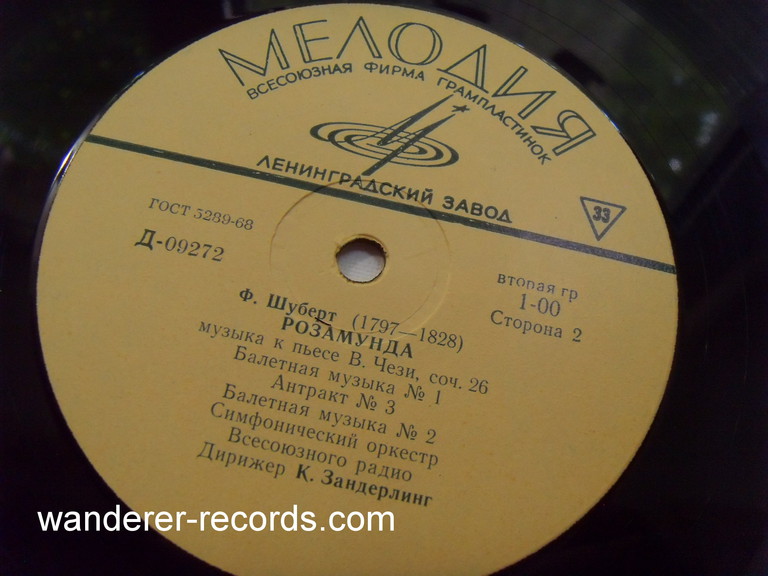 МЕЛОДИЯ
ВСЕСОЮЗНАЯ ФИРМА ГРАМПЛАСТИНОК
ЛЕНИНГРАДСКИЙ ЗАВОД
33
ГОСТ 5289-68
Д-09272
вторая гр
1-00
Сторона 2
Ф. Шуберт (1797—1828)
РОЗАМУНДА
музыка к пьесе В. Чези, соч. 26
Балетная музыка № 1
Антракт № 3
Балетная музыка № 2
Симфонический оркестр
Всесоюзного радио
Дирижер К. Зандерлинг
wanderer-records.com